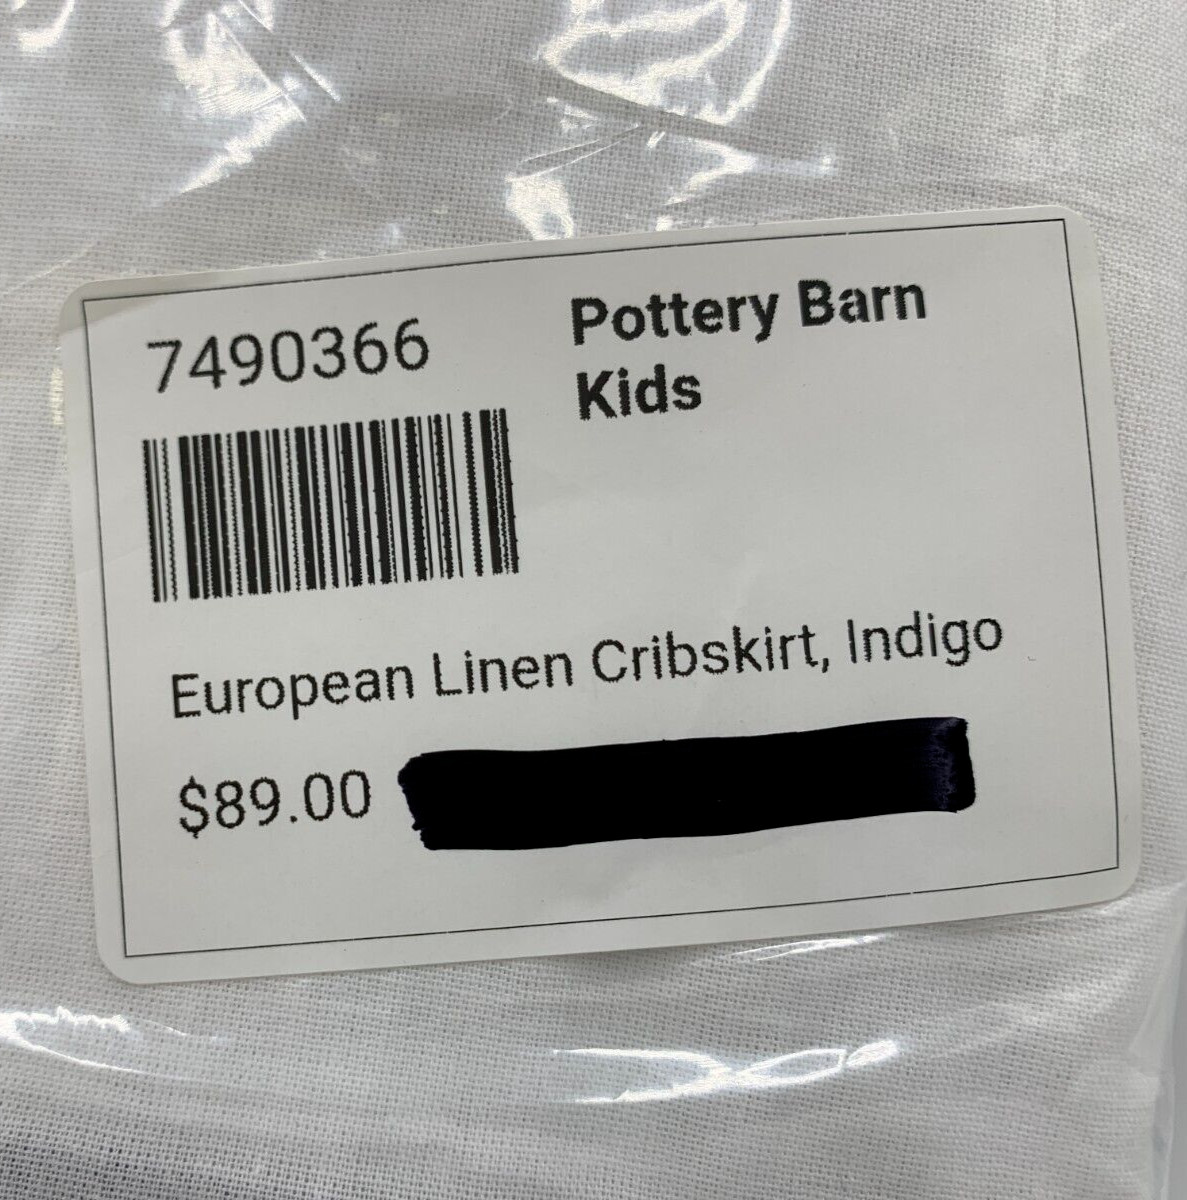 7490366
Pottery Barn
Kids
European Linen Cribskirt, Indigo
$89.00